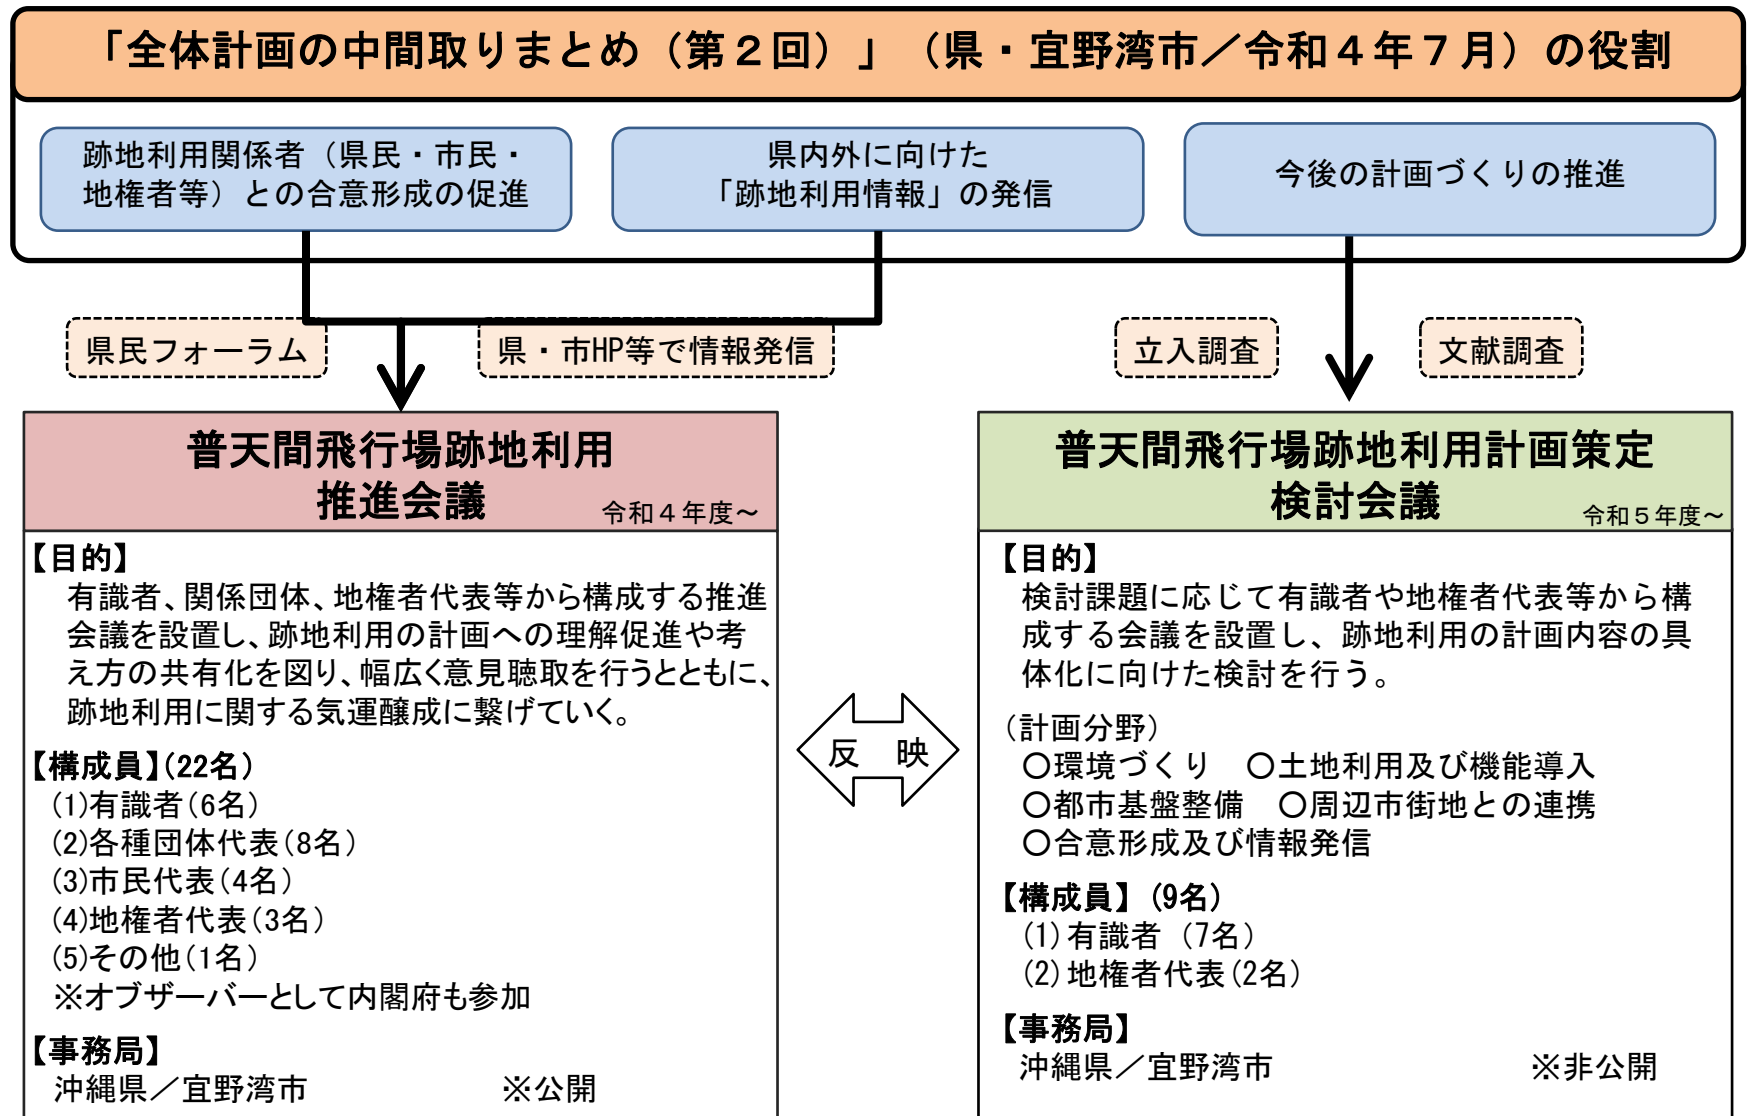 「全体計画の中間取りまとめ（第２回）」（県・宜野湾市／令和４年７月）の役割
跡地利用関係者（県民・市民・
地権者等）との合意形成の促進
県内外に向けた
「跡地利用情報」の発信
今後の計画づくりの推進
県民フォーラム
県・市HP等で情報発信
立入調査
文献調査
普天間飛行場跡地利用
推進会議
令和４年度～
【目的】
有識者、関係団体、地権者代表等から構成する推進
会議を設置し、跡地利用の計画への理解促進や考
え方の共有化を図り、幅広く意見聴取を行うとともに、
跡地利用に関する気運醸成に繋げていく。
【構成員】(22名)
(1)有識者(6名)
(2)各種団体代表(8名)
(3)市民代表(4名)
(4)地権者代表(3名)
(5)その他(1名)
※オブザーバーとして内閣府も参加
【事務局】
沖縄県／宜野湾市 ※公開
反 映
普天間飛行場跡地利用計画策定
検討会議
令和５年度～
【目的】
検討課題に応じて有識者や地権者代表等から構
成する会議を設置し、跡地利用の計画内容の具
体化に向けた検討を行う。
(計画分野)
○環境づくり ○土地利用及び機能導入
○都市基盤整備 ○周辺市街地との連携
○合意形成及び情報発信
【構成員】(9名)
(1)有識者（7名）
(2)地権者代表(2名)
【事務局】
沖縄県／宜野湾市 ※非公開